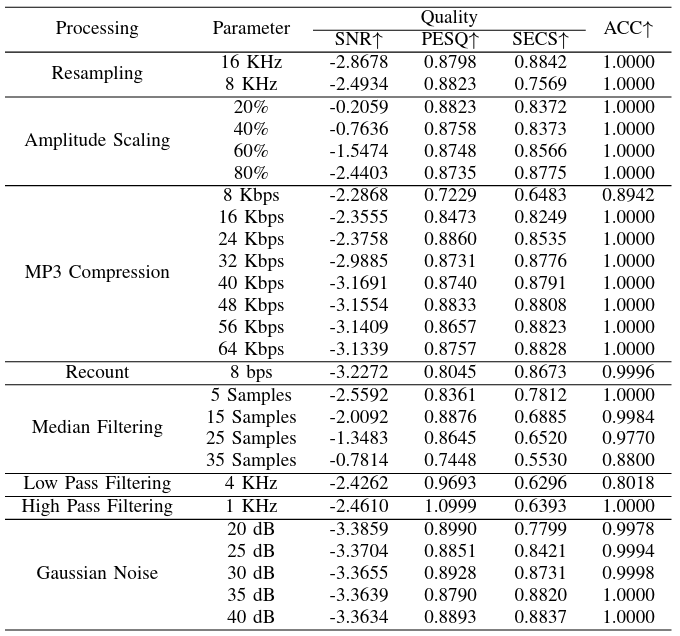 Processing Parameter Quality ACC↑
SNR↑ PESQ↑ SECS↑
Resampling 16 KHz -2.8678 0.8798 0.8842 1.0000
8 KHz -2.4934 0.8823 0.7569 1.0000
Amplitude Scaling 20% -0.2059 0.8823 0.8372 1.0000
40% -0.7636 0.8758 0.8373 1.0000
60% -1.5474 0.8748 0.8566 1.0000
80% -2.4403 0.8735 0.8775 1.0000
MP3 Compression 8 Kbps -2.2868 0.7229 0.6483 0.8942
16 Kbps -2.3555 0.8473 0.8249 1.0000
24 Kbps -2.3758 0.8860 0.8535 1.0000
32 Kbps -2.9885 0.8731 0.8776 1.0000
40 Kbps -3.1691 0.8740 0.8791 1.0000
48 Kbps -3.1554 0.8833 0.8808 1.0000
56 Kbps -3.1409 0.8657 0.8823 1.0000
64 Kbps -3.1339 0.8757 0.8828 1.0000
Recount 8 bps -3.2272 0.8045 0.8673 0.9996
Median Filtering 5 Samples -2.5592 0.8361 0.7812 1.0000
15 Samples -2.0092 0.8876 0.6885 0.9984
25 Samples -1.3483 0.8645 0.6520 0.9770
35 Samples -0.7814 0.7448 0.5530 0.8800
Low Pass Filtering 4 KHz -2.4262 0.9693 0.6296 0.8018
High Pass Filtering 1 KHz -2.4610 1.0999 0.6393 1.0000
Gaussian Noise 20 dB -3.3859 0.8990 0.7799 0.9978
25 dB -3.3704 0.8851 0.8421 0.9994
30 dB -3.3655 0.8928 0.8731 0.9998
35 dB -3.3639 0.8790 0.8820 1.0000
40 dB -3.3634 0.8893 0.8837 1.0000